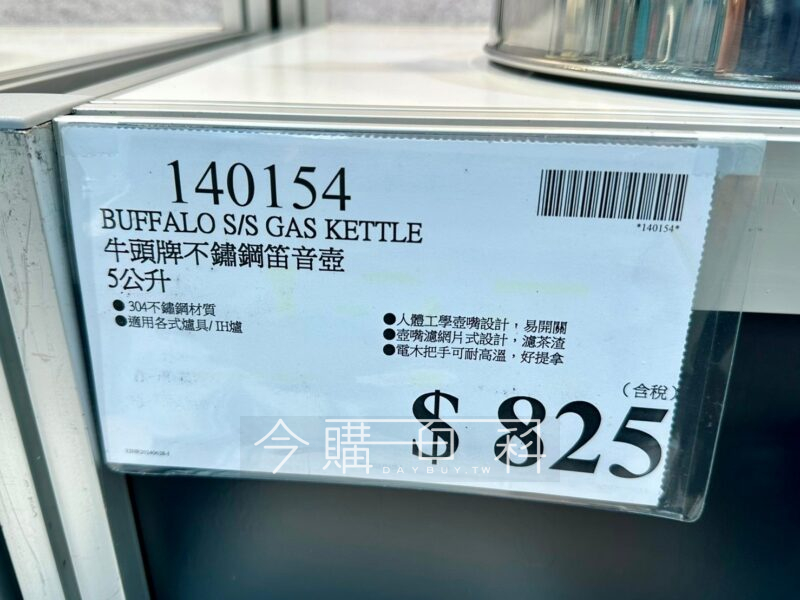 140154
*140154*
BUFFALO S/S GAS KETTLE
牛頭牌不鏽鋼笛音壺
5公升
●304不鏽鋼材質
●適用各式爐具/IH爐
●人體工學壺嘴設計，易開關
●壺嘴濾網片式設計，濾茶渣
●電木把手可耐高溫，好提拿
（含稅）
$ 825
今購百科
DAYBUY.TW